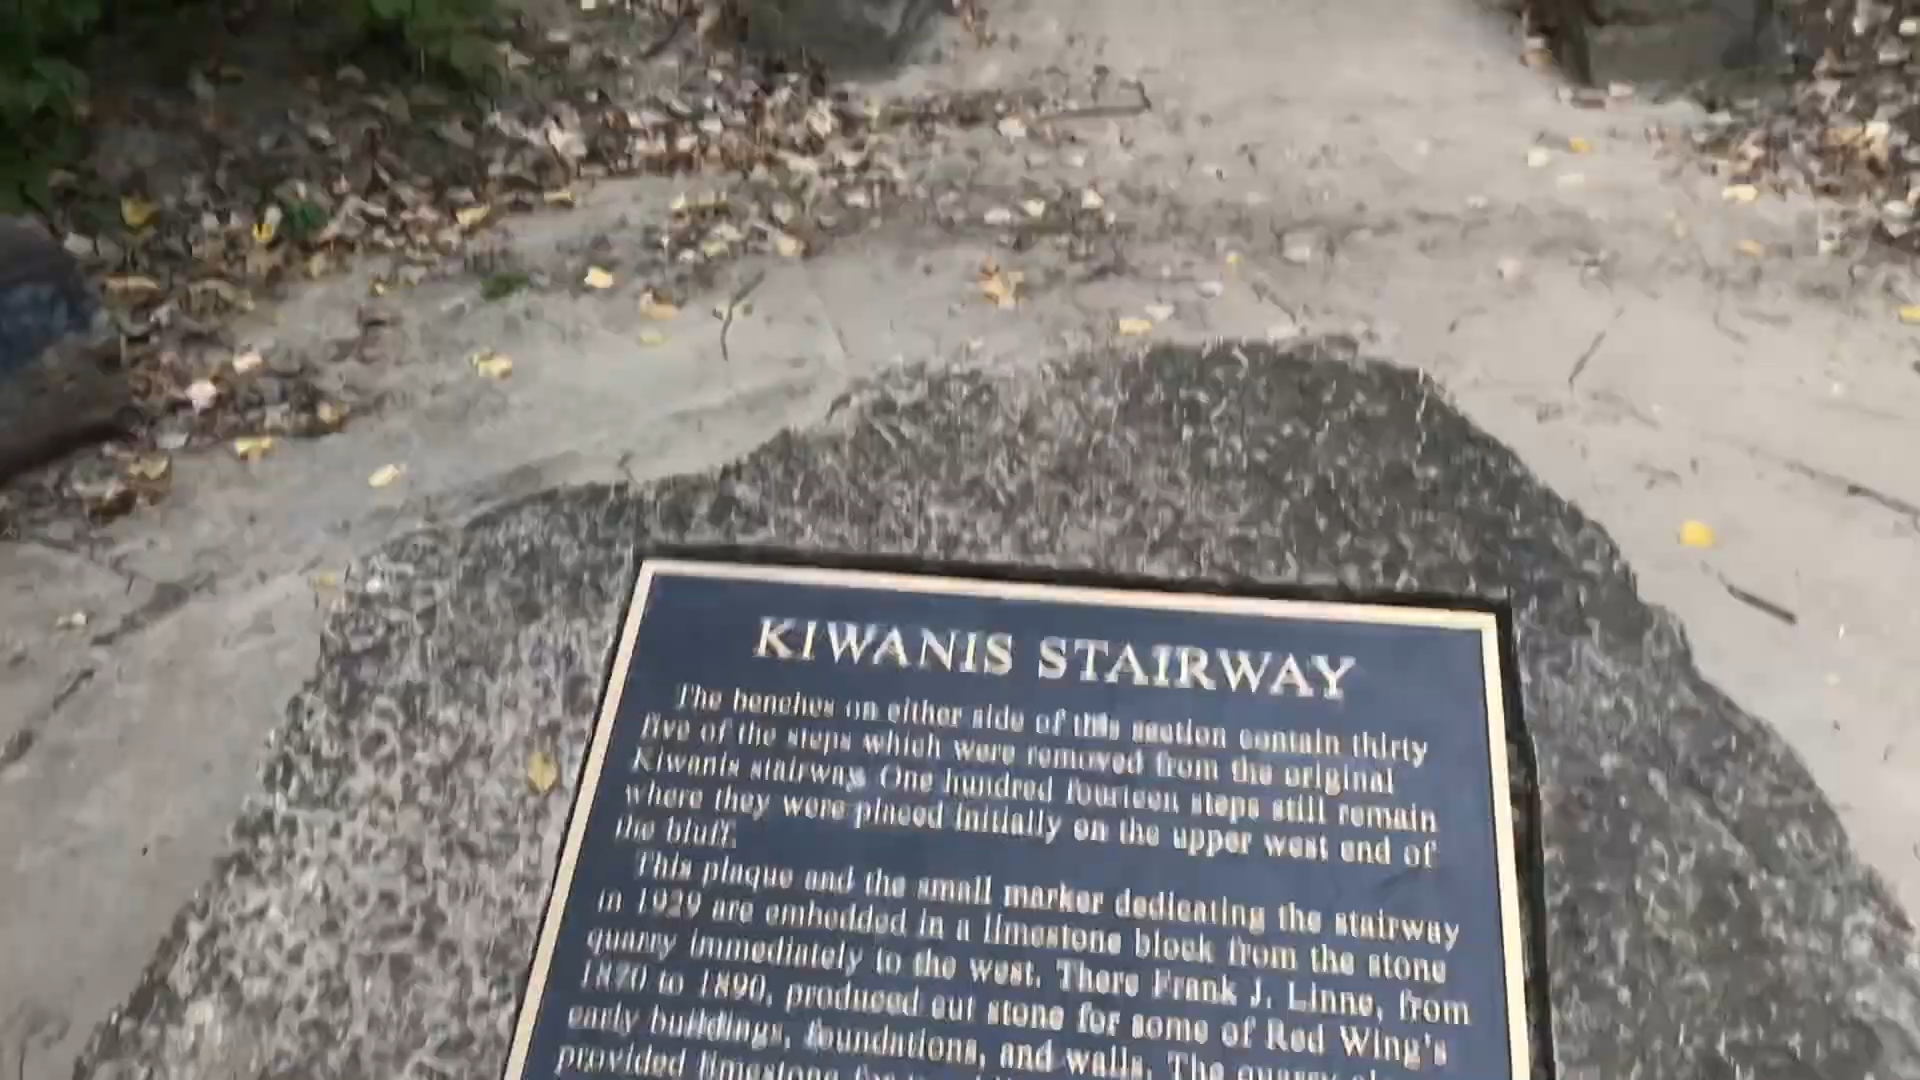 KIWANIS STAIRWAY
The benches on either side of this section contain thirty
five of the steps which were removed from the original
Kiwanis stairway. One hundred fourteen steps still remain
where they were placed initially on the upper west end of
the bluff.
This plaque and the small marker dedicating the stairway
in 1929 are embedded in a limestone block from the stone
quarry immediately to the west. There Frank J. Linne, from
1870 to 1890, produced cut stone for some of Red Wing's
early buildings, foundations, and walls. The quarry
provided limestone